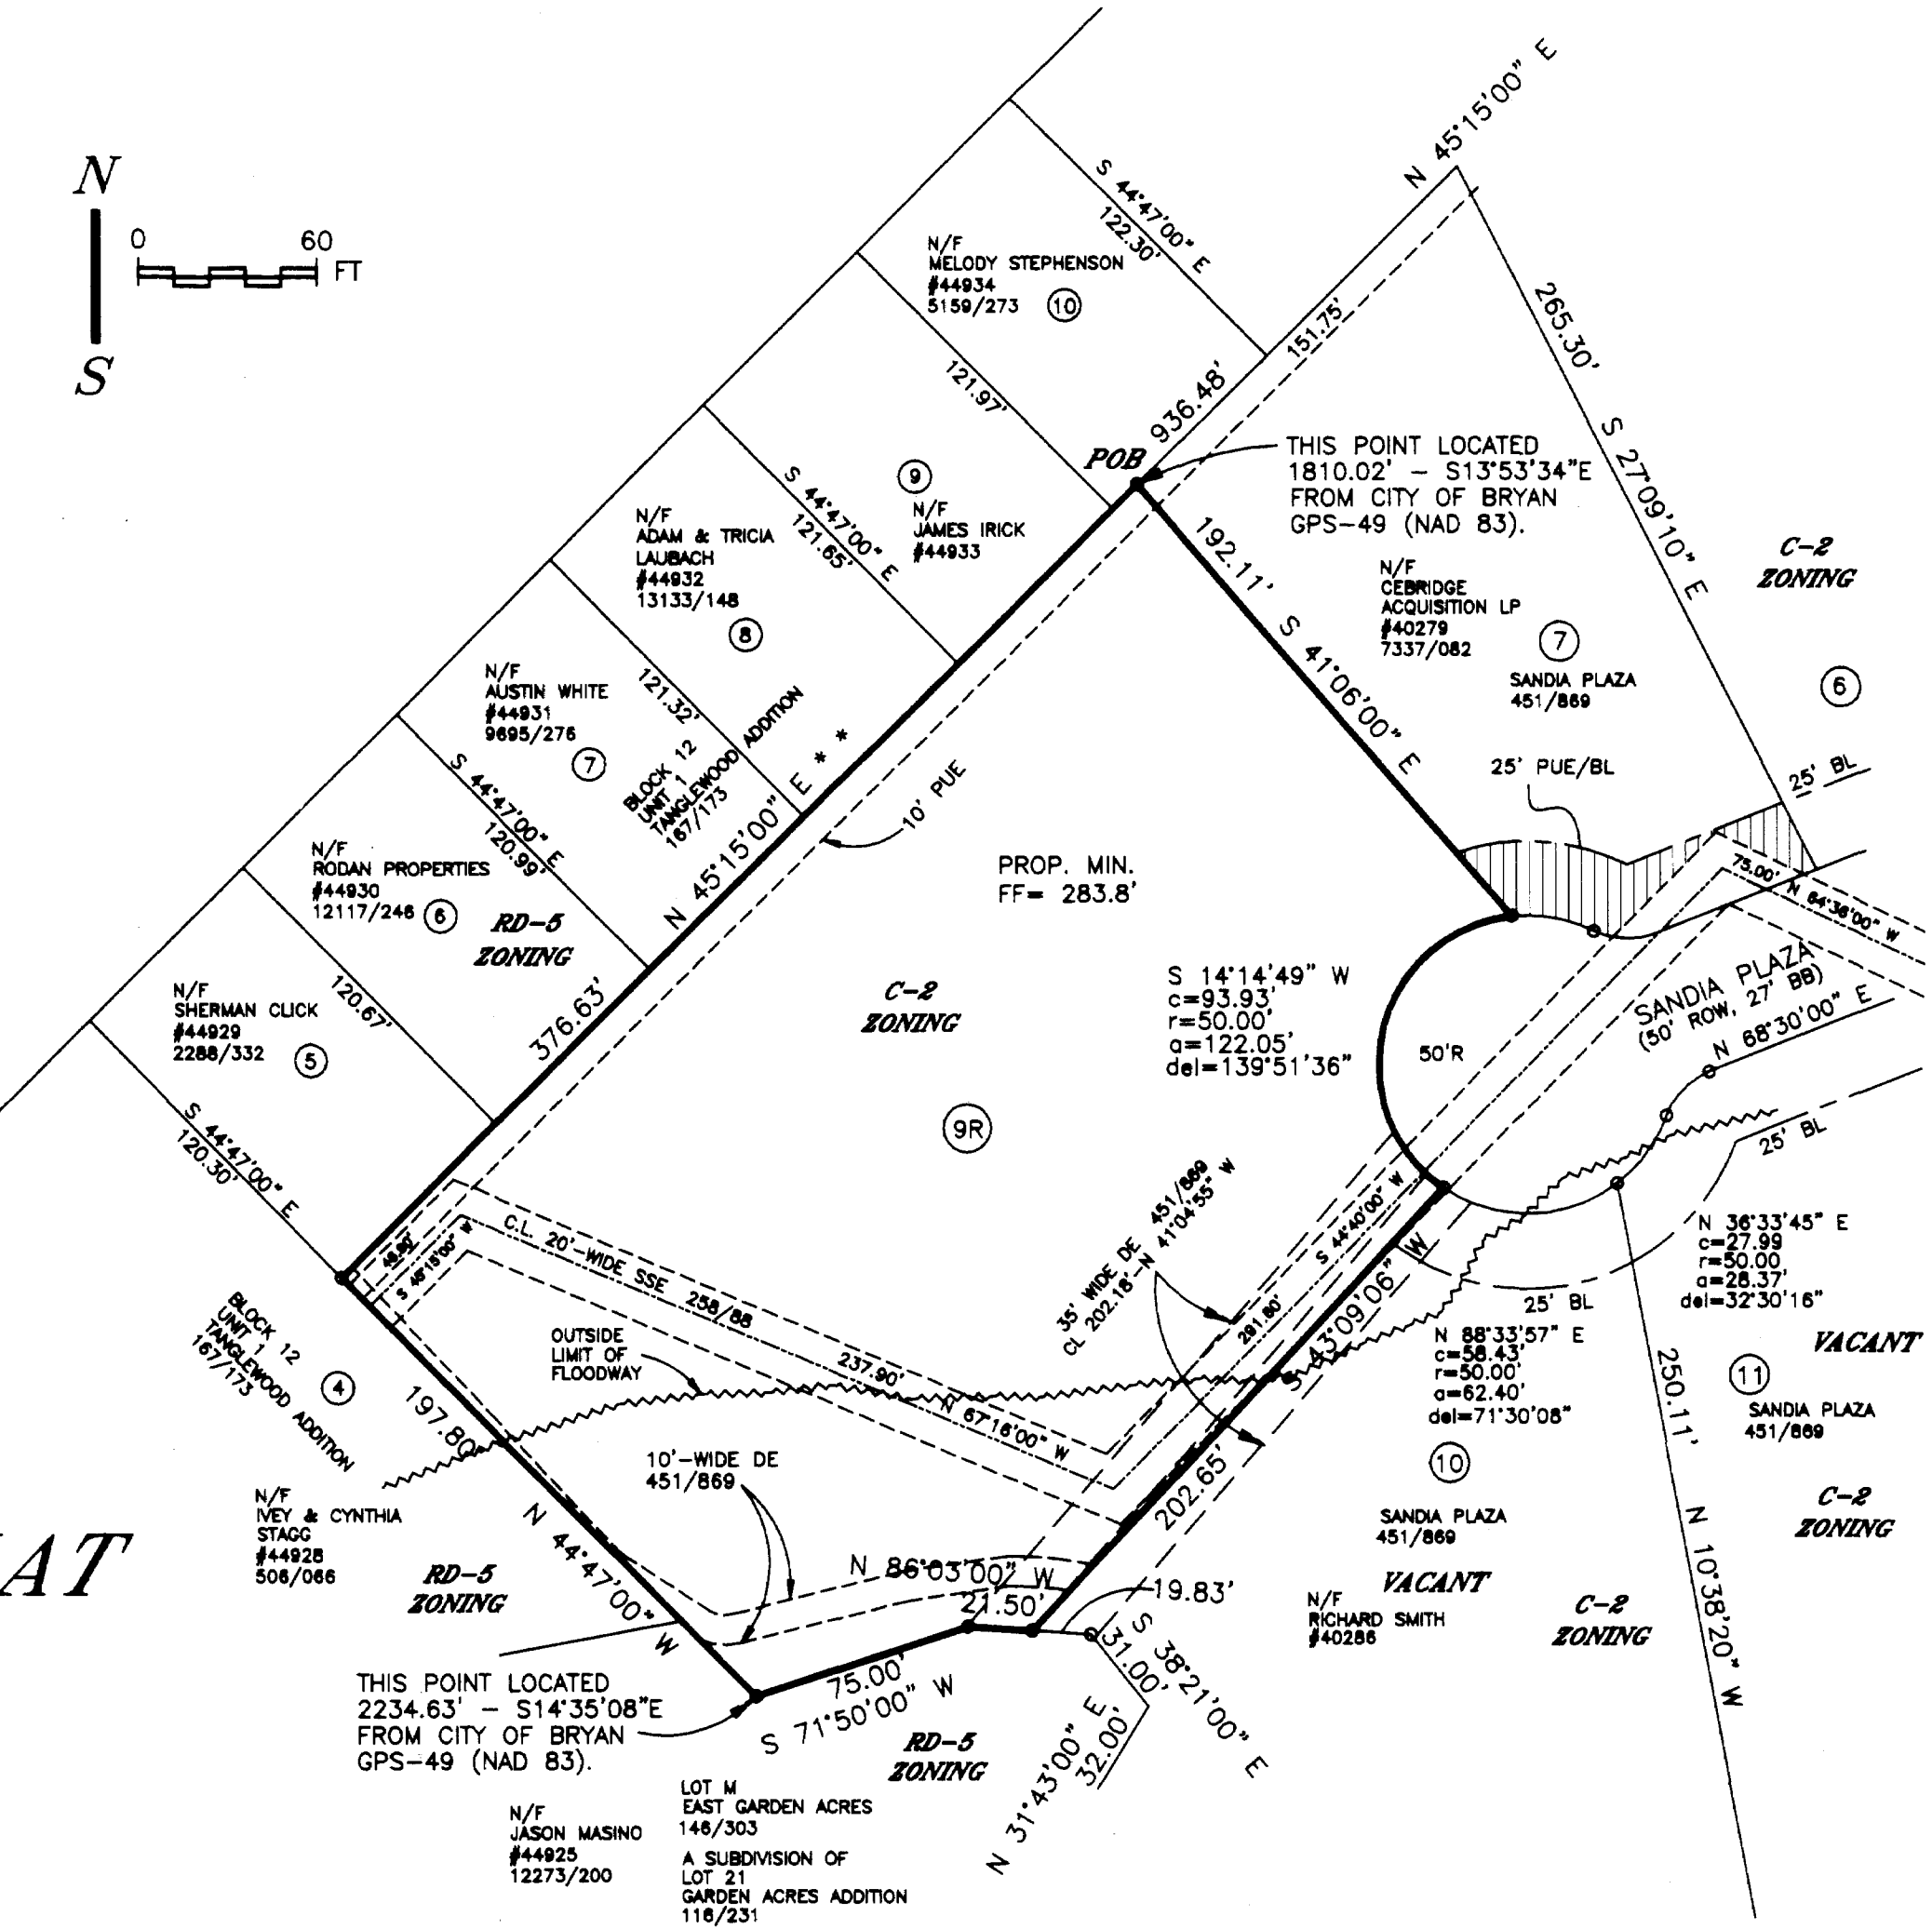 N
S
0 60
FT
N 45°15'00" E
S 44°47'00" E
122.30'
N/F
MELODY STEPHENSON
#44934
5159/273
10
151.75'
265.30'
S 27°09'10" E
121.97'
936.48'
POB
THIS POINT LOCATED
1810.02' – S13°53'34"E
FROM CITY OF BRYAN
GPS–49 (NAD 83).
9
N/F
JAMES IRICK
#44933
S 44°47'00" E
121.65'
N/F
ADAM & TRICIA
LAUBACH
#44932
13133/148
8
192.11'
S 41°06'00" E
N/F
CEBRIDGE
ACQUISITION LP
#40279
7337/082
7
SANDIA PLAZA
451/869
C-2
ZONING
6
N/F
AUSTIN WHITE
#44931
9695/276
7
121.32'
BLOCK 12
UNIT 1
TANGLEWOOD ADDITION
167/173
S 44°47'00" E
120.99'
N 45°15'00" E * *
10' PUE
25' PUE/BL
25' BL
N/F
RODAN PROPERTIES
#44930
12117/246
6
RD-5
ZONING
PROP. MIN.
FF= 283.8'
75.00'
N 64°36'00" W
N/F
SHERMAN CLICK
#44929
2288/332
5
120.67'
376.63'
C-2
ZONING
S 14°14'49" W
c=93.93'
r=50.00'
a=122.05'
del=139°51'36"
50'R
SANDIA PLAZA
(50' ROW, 27' BB)
N 68°30'00" E
S 44°47'00" E
120.30'
9R
25' BL
35' WIDE DE 451/869
CL 202.18'–N 41°04'55" W
S 44°40'00" W
291.80'
S 43°09'06" W
N 36°33'45" E
c=27.99
r=50.00
a=28.37'
del=32°30'16"
S 45°15'00" W
C.L. 20'–WIDE SSE 258/88
237.90'
N 67°16'00" W
25' BL
N 88°33'57" E
c=58.43'
r=50.00'
a=62.40'
del=71°30'08"
VACANT
11
SANDIA PLAZA
451/869
250.11'
N 10°38'20" W
BLOCK 12
UNIT 1
TANGLEWOOD ADDITION
167/173
4
OUTSIDE
LIMIT OF
FLOODWAY
197.80'
10'–WIDE DE
451/869
202.65'
10
SANDIA PLAZA
451/869
VACANT
C-2
ZONING
N/F
IVEY & CYNTHIA
STAGG
#44928
506/066
AT
RD-5
ZONING
N 44°47'00" W
N 86°03'00" W
21.50'
19.83'
N/F
RICHARD SMITH
#40286
C-2
ZONING
S 38°21'00" E
31.00'
THIS POINT LOCATED
2234.63' – S14°35'08"E
FROM CITY OF BRYAN
GPS–49 (NAD 83).
75.00'
S 71°50'00" W
RD-5
ZONING
N 31°43'00" E
32.00'
N/F
JASON MASINO
#44925
12273/200
LOT M
EAST GARDEN ACRES
146/303
A SUBDIVISION OF
LOT 21
GARDEN ACRES ADDITION
116/231